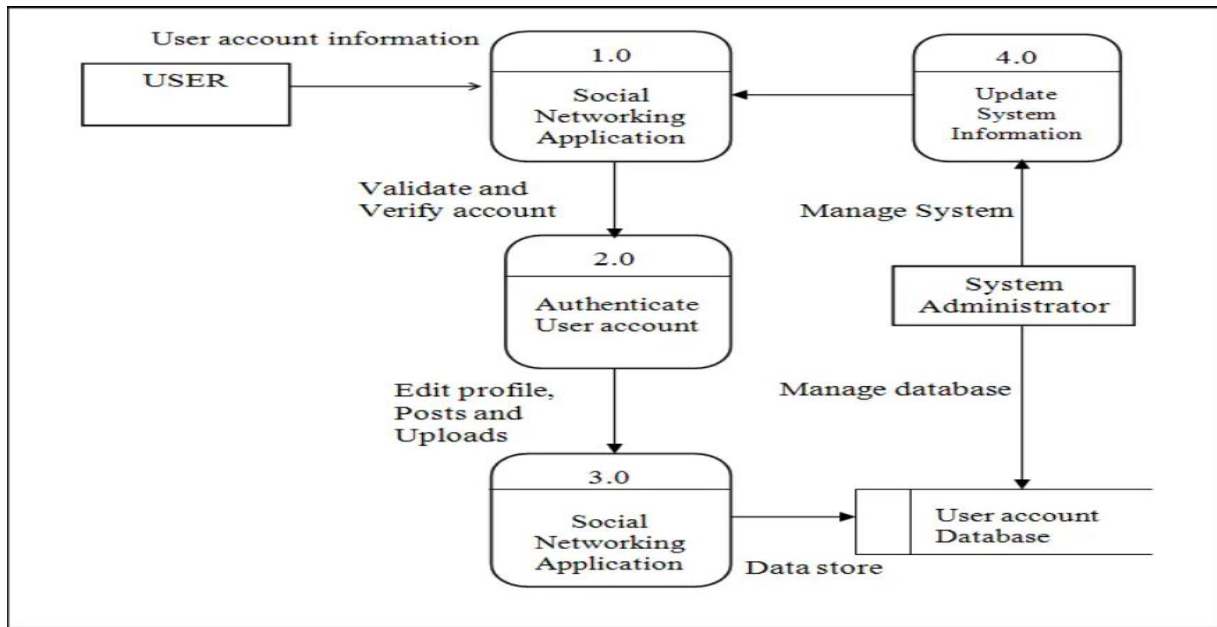 User account information
USER
1.0
Social
Networking
Application
4.0
Update
System
Information
Validate and
Verify account
Manage System
2.0
Authenticate
User account
System
Administrator
Edit profile,
Posts and
Uploads
Manage database
3.0
Social
Networking
Application
Data store
User account
Database